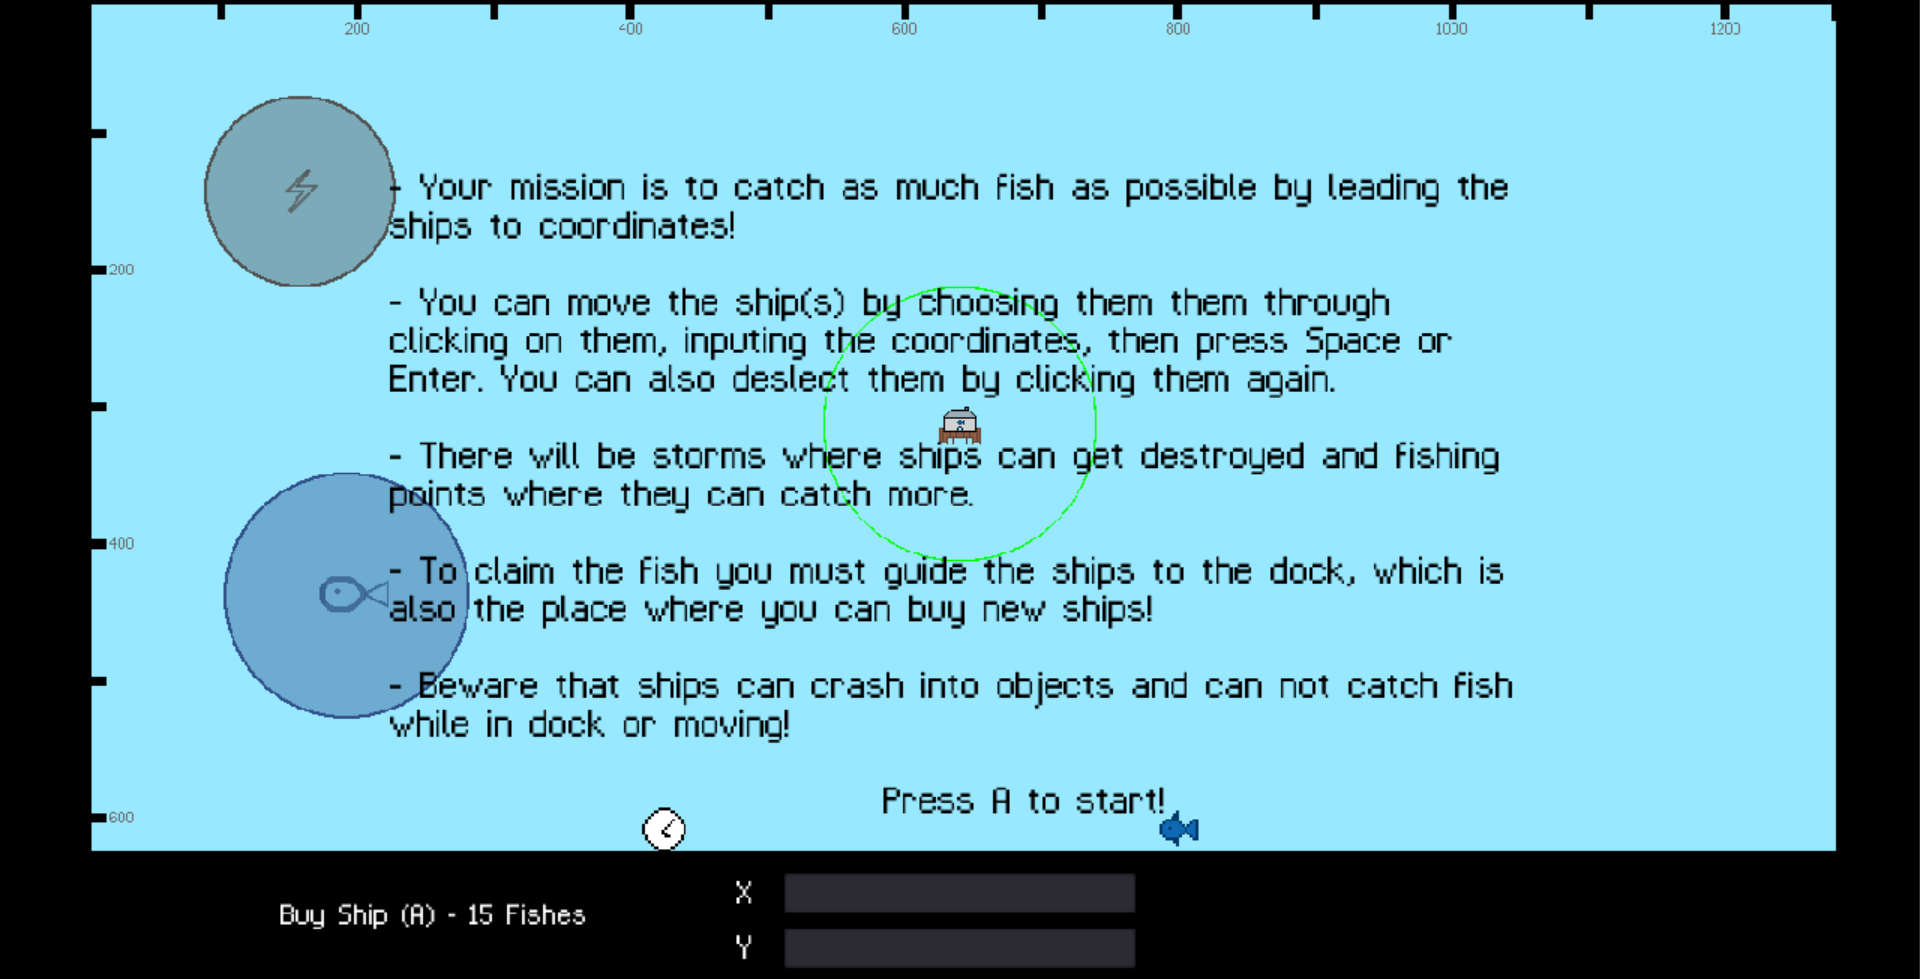 200 400 600 800 1000 1200
- Your mission is to catch as much fish as possible by leading the
ships to coordinates!
200
- You can move the ship(s) by choosing them them through
clicking on them, inputing the coordinates, then press Space or
Enter. You can also deslect them by clicking them again.
- There will be storms where ships can get destroyed and fishing
points where they can catch more.
400
- To claim the fish you must guide the ships to the dock, which is
also the place where you can buy new ships!
- Beware that ships can crash into objects and can not catch fish
while in dock or moving!
Press A to start!
600
Buy Ship (A) - 15 Fishes
X
Y